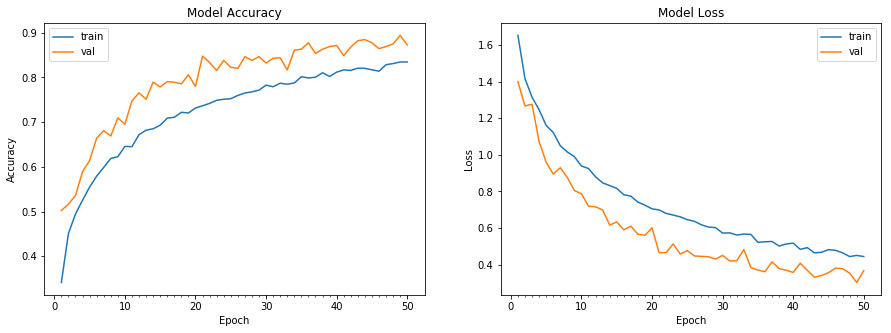 Model Accuracy
train
val
0.9
0.8
0.7
0.6
0.5
0.4
Accuracy
0 10 20 30 40 50
Epoch
Model Loss
train
val
1.6
1.4
1.2
1.0
0.8
0.6
0.4
Loss
0 10 20 30 40 50
Epoch